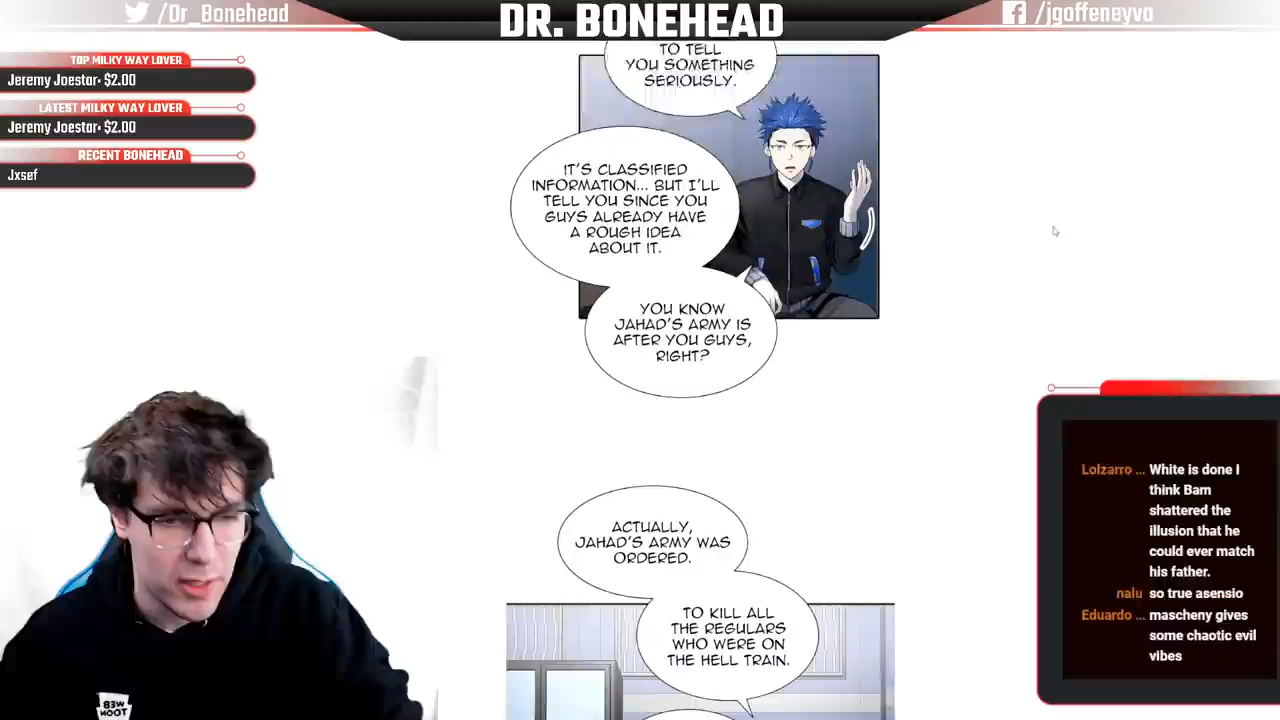 /Dr_Bonehead
DR. BONEHEAD
/jgaffeneyva
TOP MILKY WAY LOVER
Jeremy Joestar• $2.00
LATEST MILKY WAY LOVER
Jeremy Joestar• $2.00
RECENT BONEHEAD
Jxsef
TO TELL
YOU SOMETHING
SERIOUSLY.
IT'S CLASSIFIED
INFORMATION... BUT I'LL
TELL YOU SINCE YOU
GUYS ALREADY HAVE
A ROUGH IDEA
ABOUT IT.
YOU KNOW
JAHAD'S ARMY IS
AFTER YOU GUYS,
RIGHT?
ACTUALLY,
JAHAD'S ARMY WAS
ORDERED.
TO KILL ALL
THE REGULARS
WHO WERE ON
THE HELL TRAIN.
Lolzarro ... White is done I
think Bam
shattered the
illusion that he
could ever match
his father.
nalu so true asensio
Eduardo ... mascheny gives
some chaotic evil
vibes
WEB
TOON